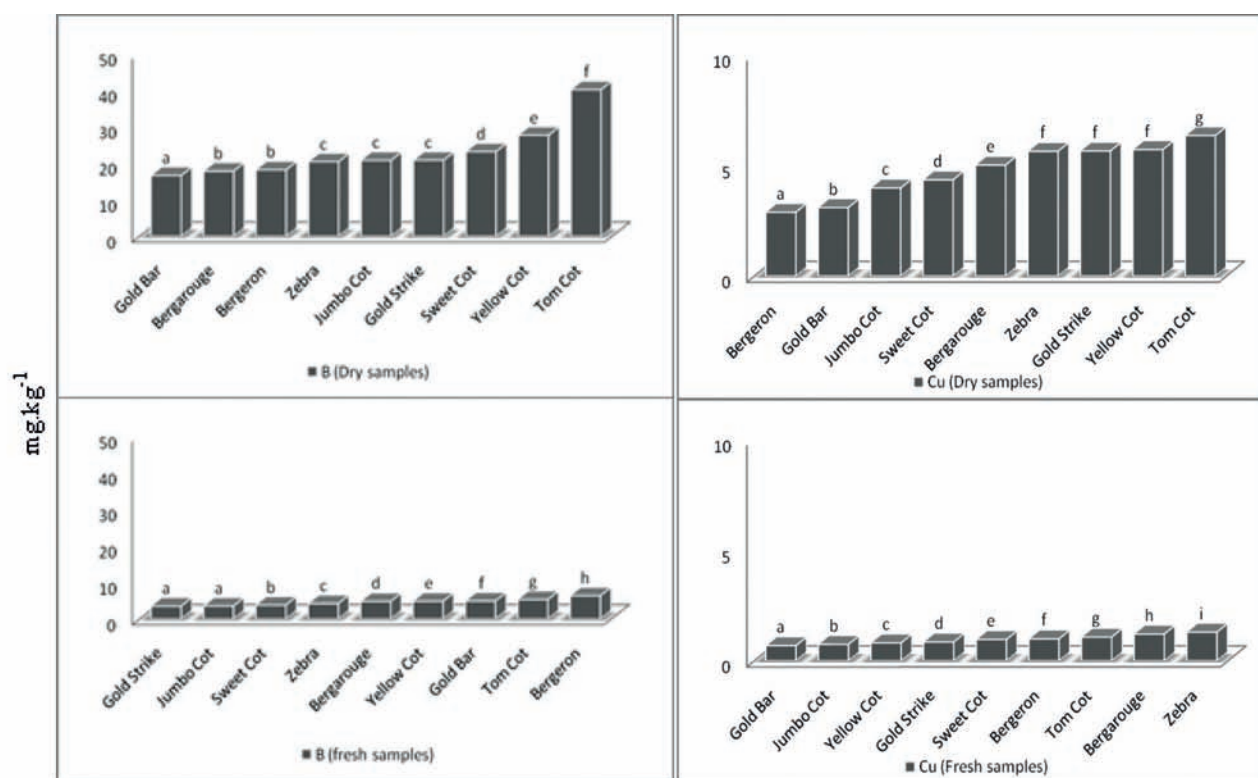 mg.kg-1
50
40
30
20
10
0
a b b c c c d e f
Gold Bar Bergarouge Bergeron Zebra Jumbo Cot Gold Strike Sweet Cot Yellow Cot Tom Cot
B (Dry samples)
10
5
0
a b c d e f f f g
Bergeron Gold Bar Jumbo Cot Sweet Cot Bergarouge Zebra Gold Strike Yellow Cot Tom Cot
Cu (Dry samples)
50
40
30
20
10
0
a a b c d e f g h
Gold Strike Jumbo Cot Sweet Cot Zebra Bergarouge Yellow Cot Gold Bar Tom Cot Bergeron
B (fresh samples)
10
5
0
a b c d e f g h i
Gold Bar Jumbo Cot Yellow Cot Gold Strike Sweet Cot Bergeron Tom Cot Bergarouge Zebra
Cu (Fresh samples)